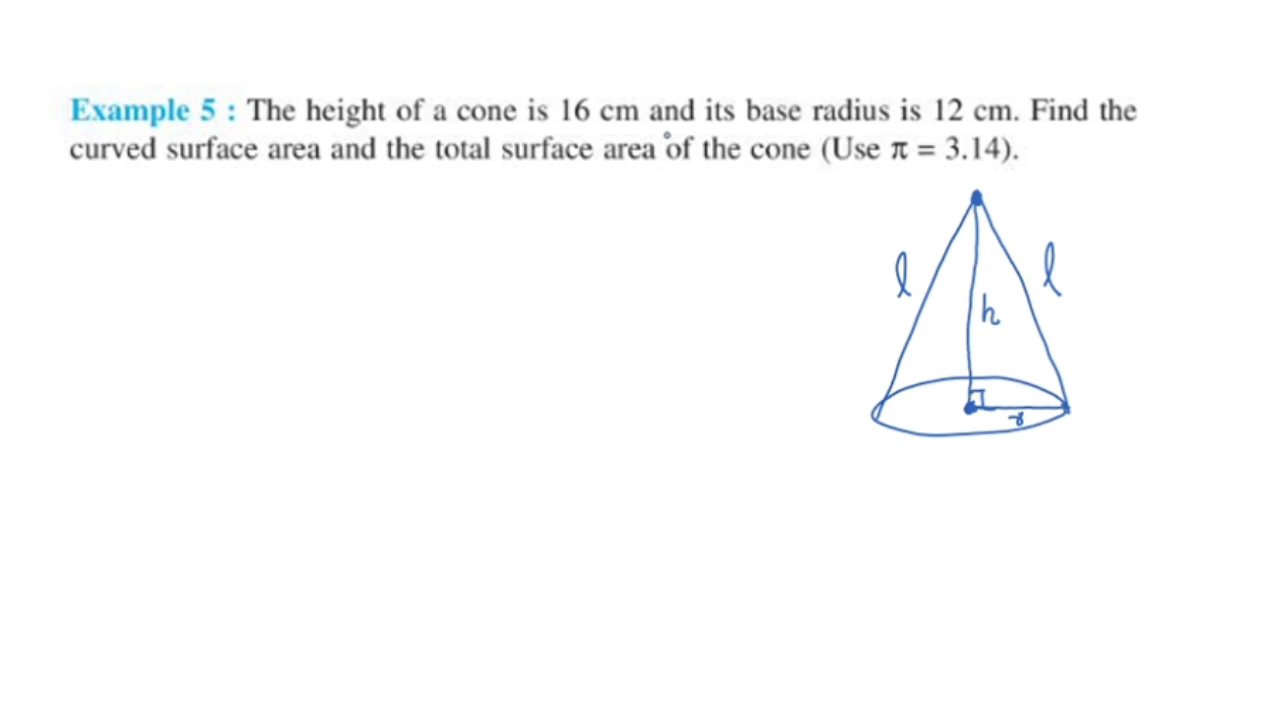 Example 5 : The height of a cone is 16 cm and its base radius is 12 cm. Find the
curved surface area and the total surface area of the cone (Use π = 3.14).
l
l
h
r